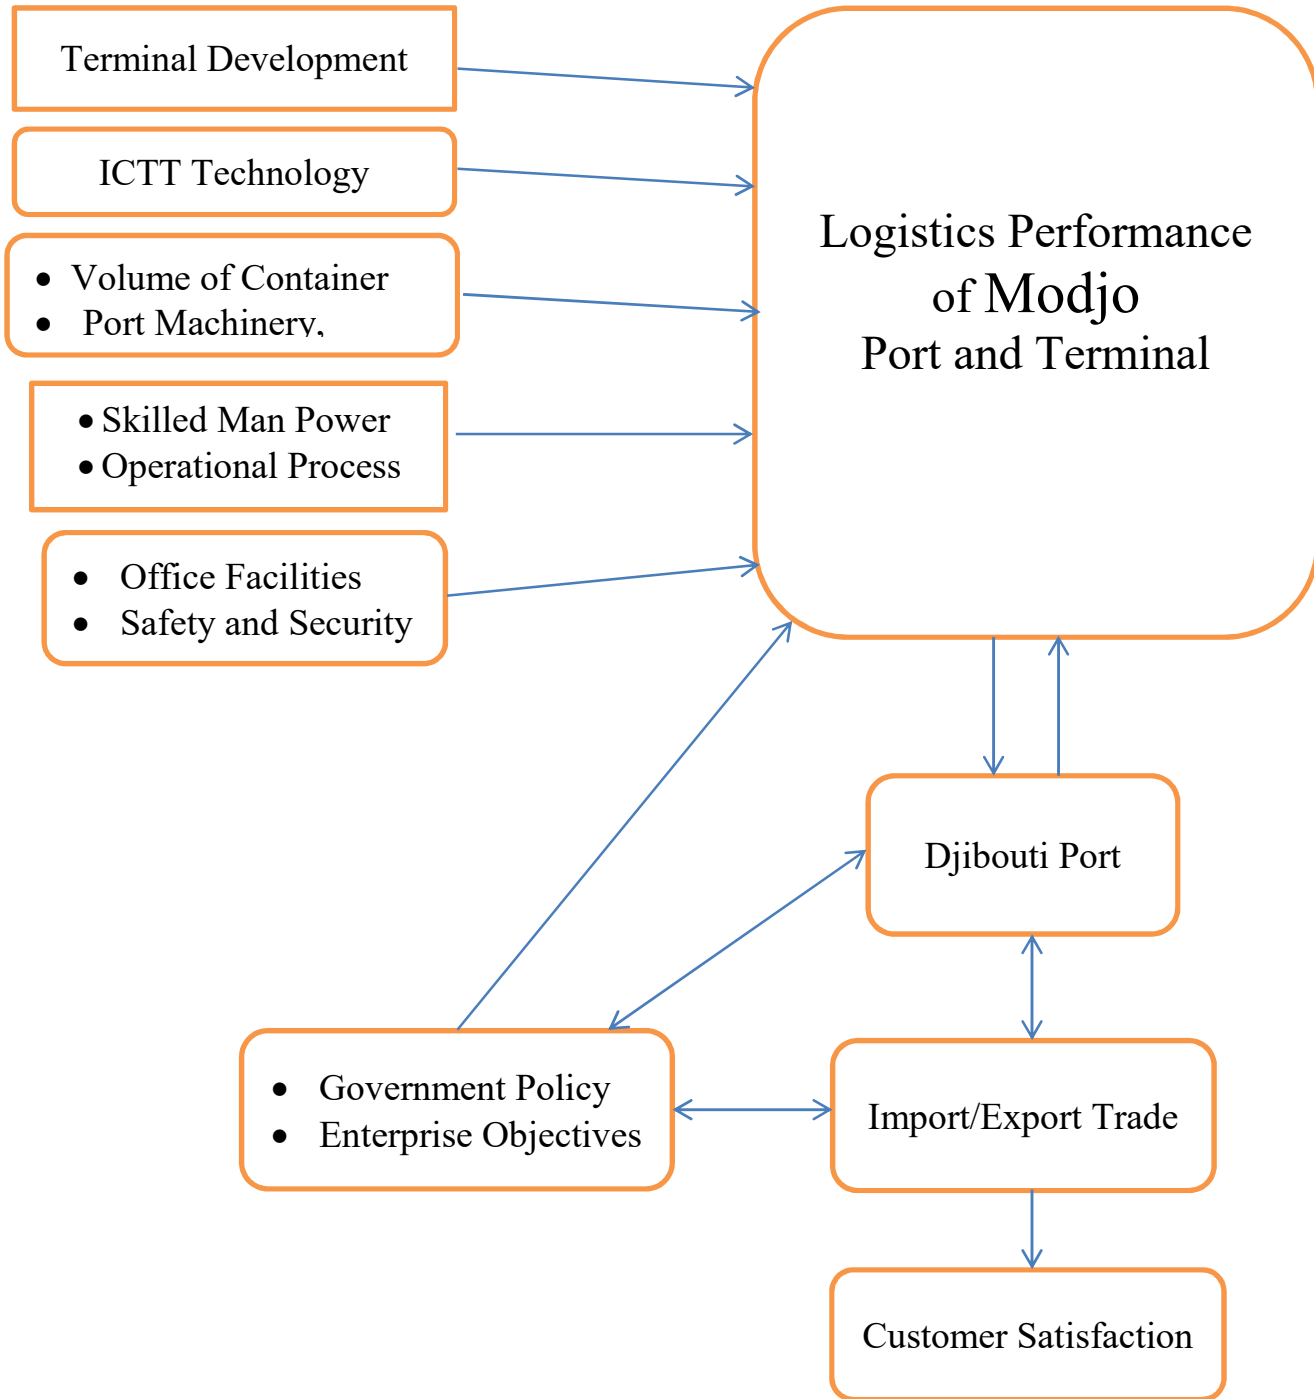 Terminal Development
ICTT Technology
• Volume of Container
• Port Machinery,
• Skilled Man Power
• Operational Process
• Office Facilities
• Safety and Security
Logistics Performance
of Modjo
Port and Terminal
Djibouti Port
• Government Policy
• Enterprise Objectives
Import/Export Trade
Customer Satisfaction